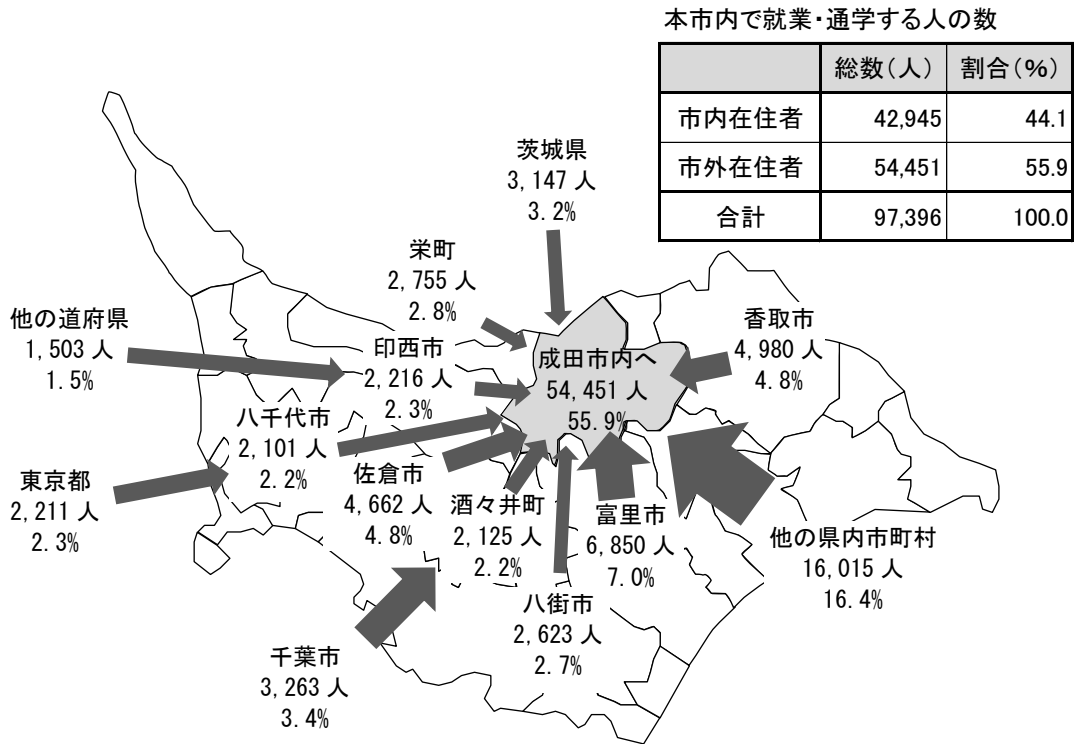 本市内で就業・通学する人の数
総数（人） 割合（%）
市内在住者 42,945 44.1
市外在住者 54,451 55.9
合計 97,396 100.0
茨城県
3,147 人
3.2%
栄町
2,755 人
2.8%
他の道府県
1,503 人
1.5%
印西市
2,216 人
2.3%
成田市内へ
54,451 人
55.9%
香取市
4,980 人
4.8%
八千代市
2,101 人
2.2%
東京都
2,211 人
2.3%
佐倉市
4,662 人
4.8%
酒々井町
2,125 人
2.2%
富里市
6,850 人
7.0%
他の県内市町村
16,015 人
16.4%
八街市
2,623 人
2.7%
千葉市
3,263 人
3.4%